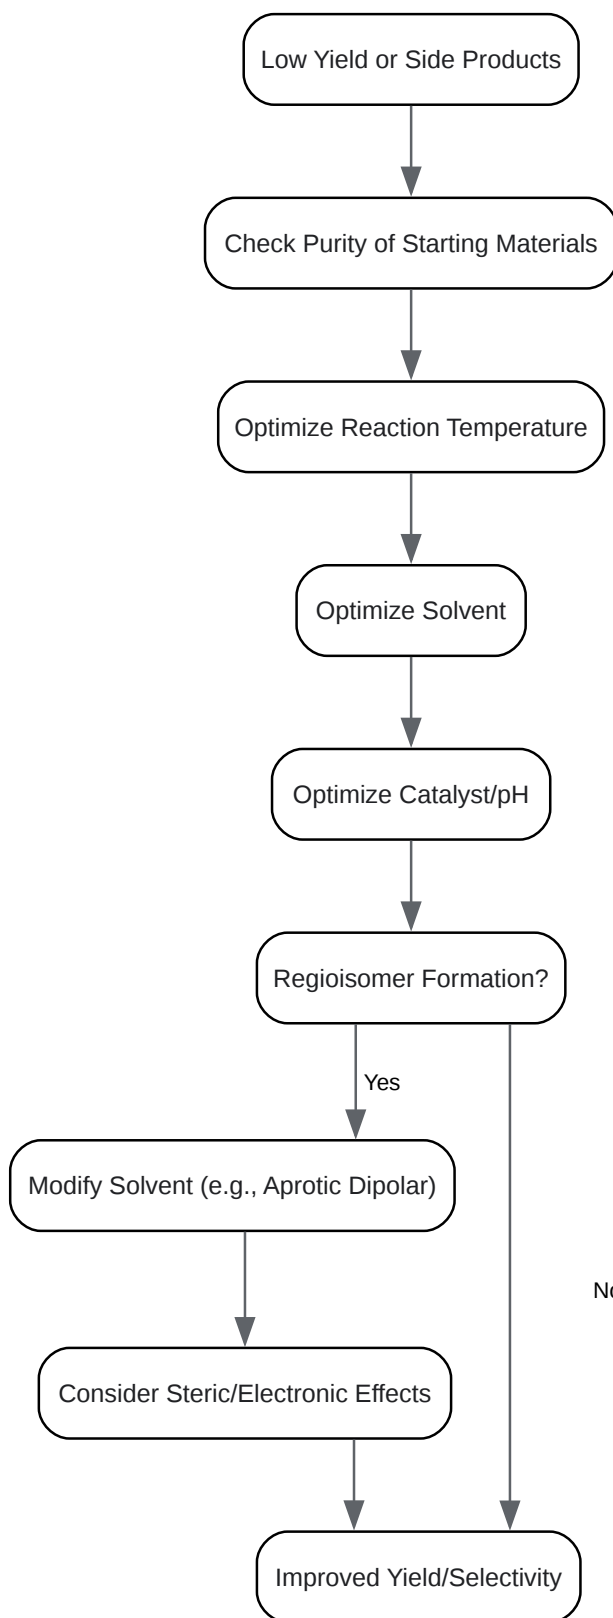 Low Yield or Side Products
Check Purity of Starting Materials
Optimize Reaction Temperature
Optimize Solvent
Optimize Catalyst/pH
Regioisomer Formation?
Yes
Modify Solvent (e.g., Aprotic Dipolar)
No
Consider Steric/Electronic Effects
Improved Yield/Selectivity